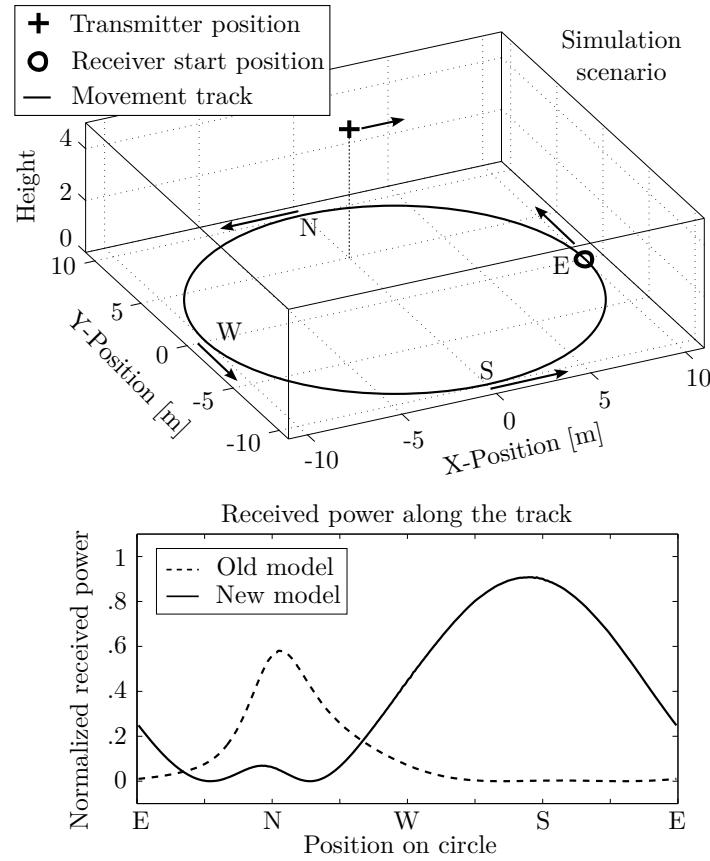 Transmitter position
Receiver start position
Movement track
Simulation
scenario
Height
4
2
0
10
5
0
-5
-10
Y-Position [m]
-10
-5
0
5
10
X-Position [m]
N
E
W
S
Received power along the track
Normalized received power
1
.8
.6
.4
.2
0
Old model
New model
E
N
W
S
E
Position on circle